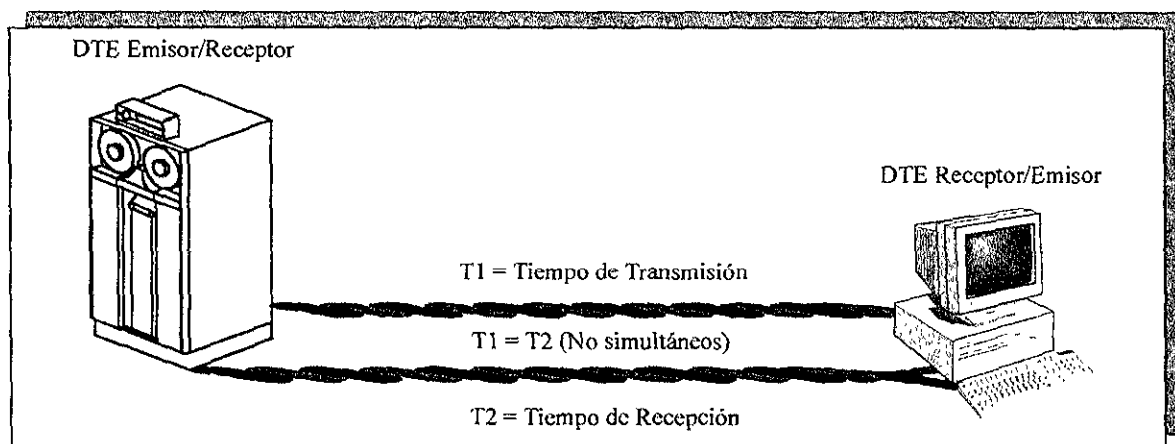 DTE Emisor/Receptor
DTE Receptor/Emisor
T1 = Tiempo de Transmisión
T1 = T2 (No simultáneos)
T2 = Tiempo de Recepción